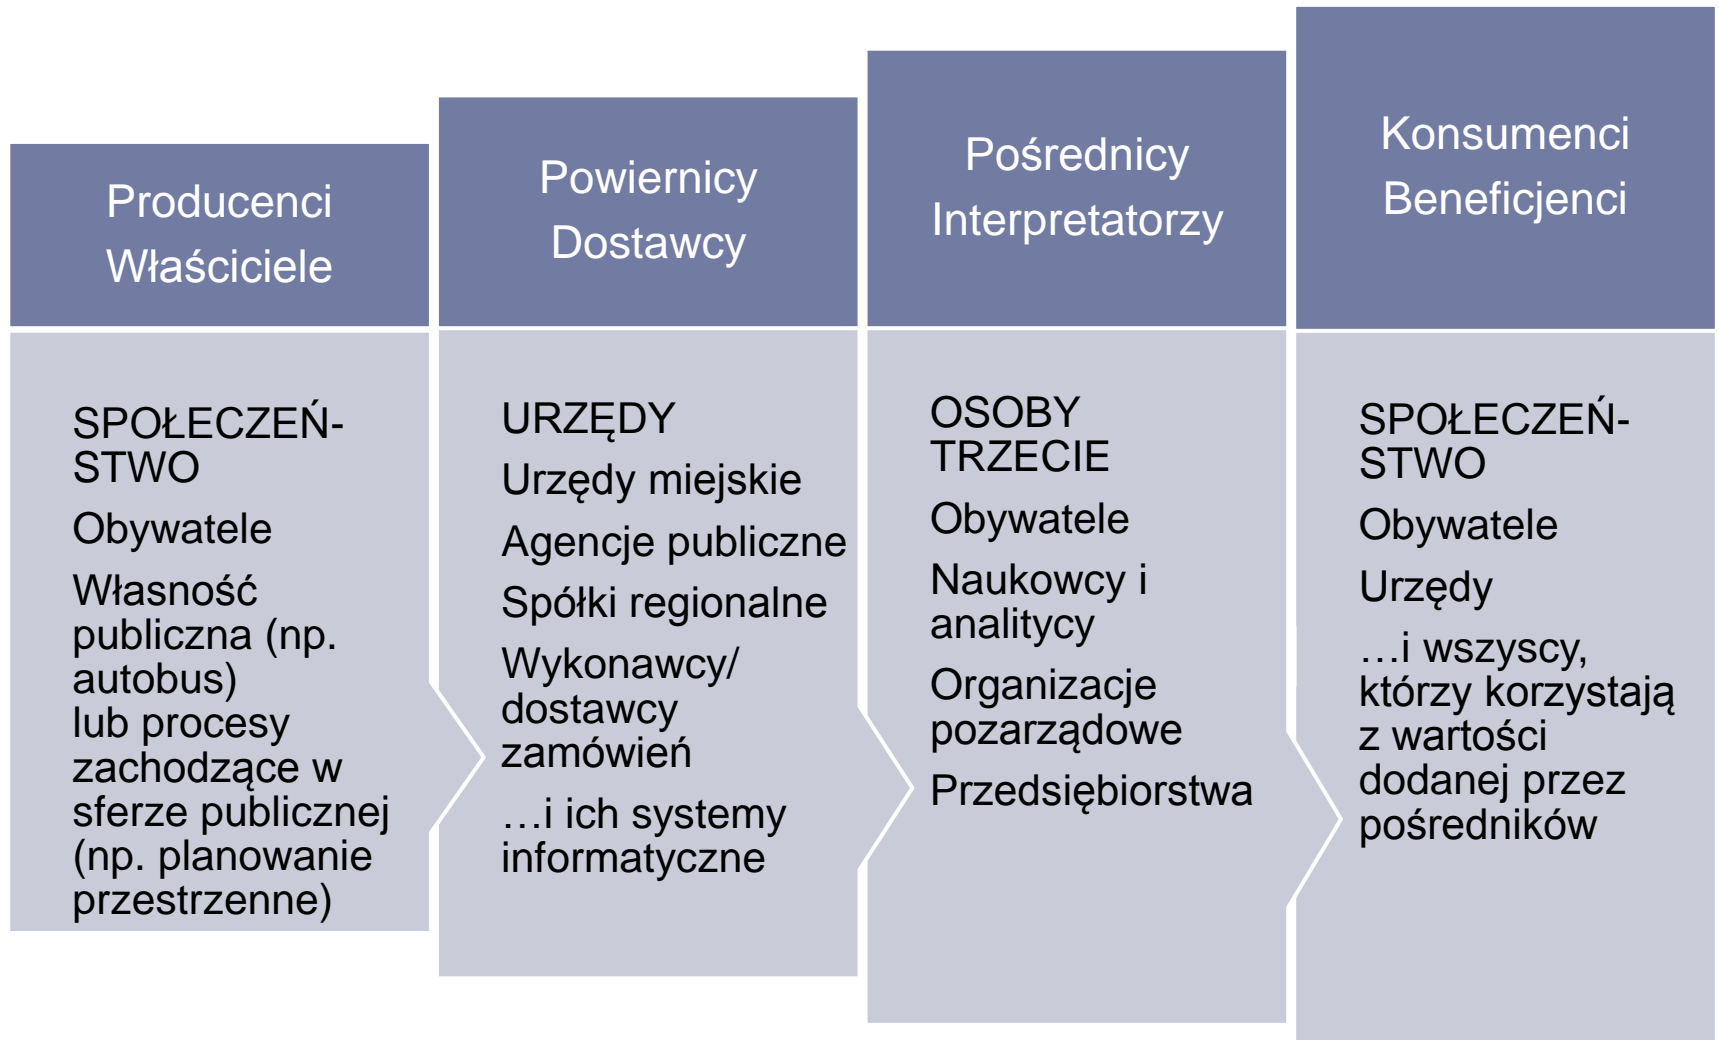 Producenci
Właściciele
SPOŁECZEŃ-
STWO
Obywatele
Własność
publiczna (np.
autobus)
lub procesy
zachodzące w
sferze publicznej
(np. planowanie
przestrzenne)
Powiernicy
Dostawcy
URZĘDY
Urzędy miejskie
Agencje publiczne
Spółki regionalne
Wykonawcy/
dostawcy
zamówień
…i ich systemy
informatyczne
Pośrednicy
Interpretatorzy
OSOBY
TRZECIE
Obywatele
Naukowcy i
analitycy
Organizacje
pozarządowe
Przedsiębiorstwa
Konsumenci
Beneficjenci
SPOŁECZEŃ-
STWO
Obywatele
Urzędy
…i wszyscy,
którzy korzystają
z wartości
dodanej przez
pośredników